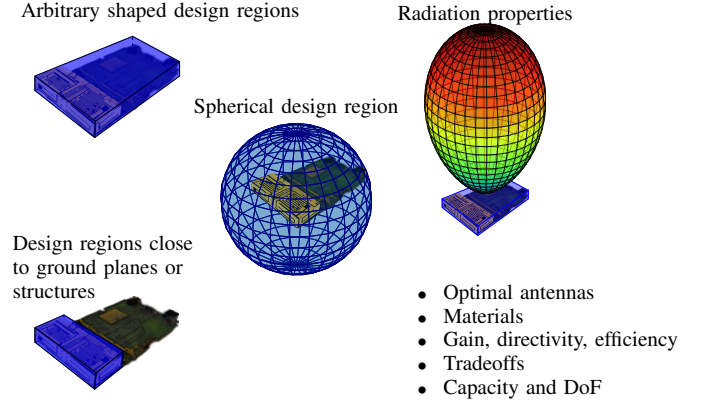 Arbitrary shaped design regions
Radiation properties
Spherical design region
Design regions close
to ground planes or
structures
• Optimal antennas
• Materials
• Gain, directivity, efficiency
• Tradeoffs
• Capacity and DoF